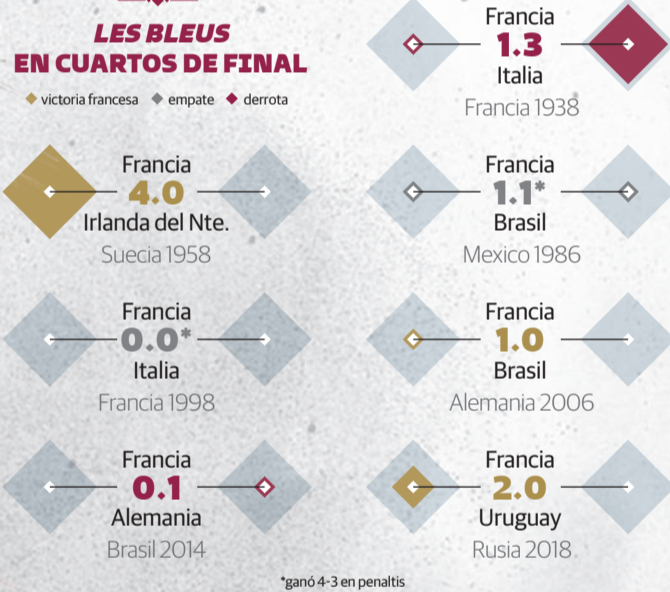 LES BLEUS
EN CUARTOS DE FINAL
victoria francesa empate derrota
Francia
1.3
Italia
Francia 1938
Francia
4.0
Irlanda del Nte.
Suecia 1958
Francia
1.1*
Brasil
Mexico 1986
Francia
0.0*
Italia
Francia 1998
Francia
1.0
Brasil
Alemania 2006
Francia
0.1
Alemania
Brasil 2014
Francia
2.0
Uruguay
Rusia 2018
*ganó 4-3 en penaltis